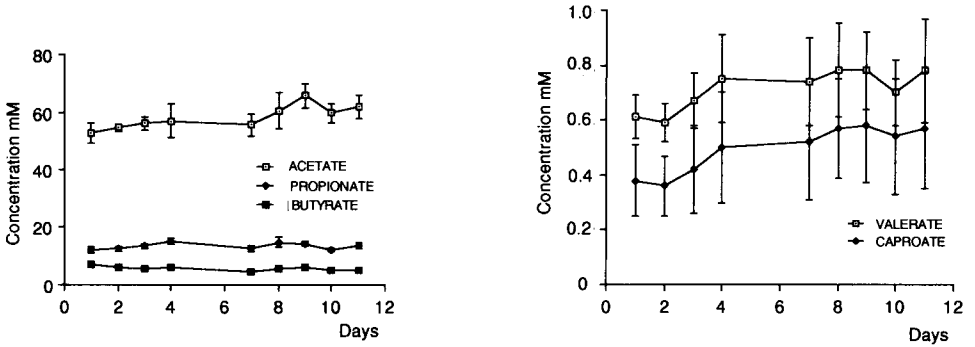 Concentration mM
80
60
40
20
0
0 2 4 6 8 10 12
Days
ACETATE
PROPIONATE
BUTYRATE
Concentration mM
1.0
0.8
0.6
0.4
0.2
0
0 2 4 6 8 10 12
Days
VALERATE
CAPROATE